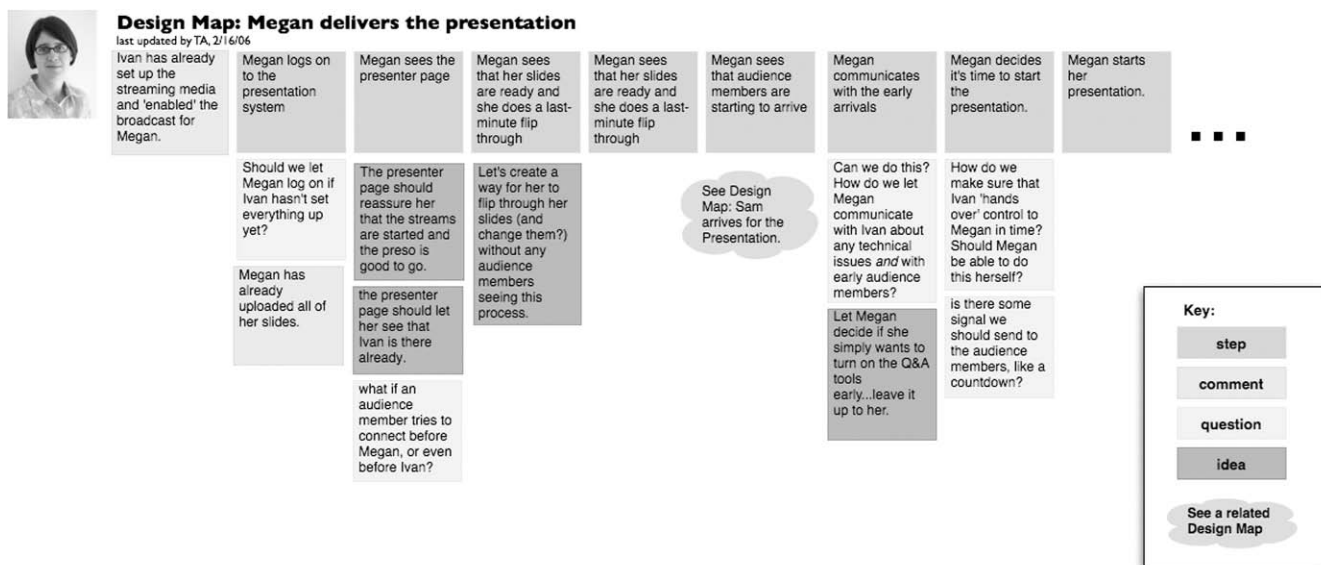 Design Map: Megan delivers the presentation
last updated by TA, 2/16/06
Ivan has already
set up the
streaming media
and 'enabled' the
broadcast for
Megan.
Megan logs on
to the
presentation
system
Megan sees the
presenter page
Megan sees
that her slides
are ready and
she does a last-
minute flip
through
Megan sees
that her slides
are ready and
she does a last-
minute flip
through
Megan sees
that audience
members are
starting to arrive
Megan
communicates
with the early
arrivals
Megan decides
it's time to start
the
presentation.
Megan starts
her
presentation.
...
Should we let
Megan log on if
Ivan hasn't set
everything up
yet?
Megan has
already
uploaded all of
her slides.
The presenter
page should
reassure her
that the streams
are started and
the preso is
good to go.
the presenter
page should let
her see that
Ivan is there
already.
what if an
audience
member tries to
connect before
Megan, or even
before Ivan?
Let's create a
way for her to
flip through her
slides (and
change them?)
without any
audience
members
seeing this
process.
See Design
Map: Sam
arrives for the
Presentation.
Can we do this?
How do we let
Megan
communicate
with Ivan about
any technical
issues and with
early audience
members?
Let Megan
decide if she
simply wants to
turn on the Q&A
tools
early...leave it
up to her.
How do we
make sure that
Ivan 'hands
over' control to
Megan in time?
Should Megan
be able to do
this herself?
is there some
signal we
should send to
the audience
members, like a
countdown?
Key:
step
comment
question
idea
See a related
Design Map